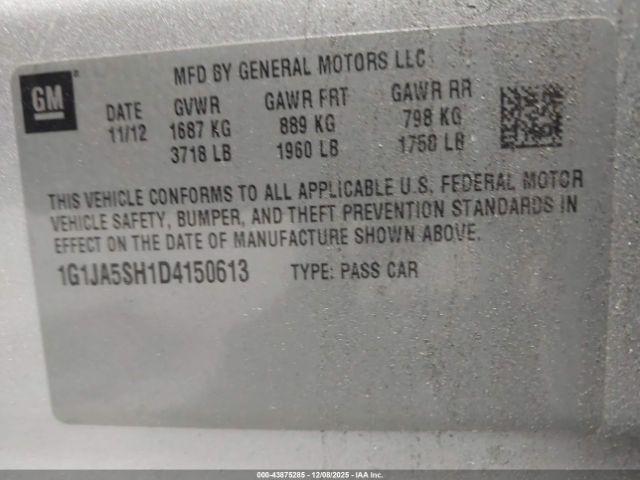 MFD BY GENERAL MOTORS LLC
GM
DATE GVWR GAWR FRT GAWR RR
11/12 1687 KG 889 KG 798 KG
3718 LB 1960 LB 1750 LB
THIS VEHICLE CONFORMS TO ALL APPLICABLE U.S. FEDERAL MOTOR
VEHICLE SAFETY, BUMPER, AND THEFT PREVENTION STANDARDS IN
EFFECT ON THE DATE OF MANUFACTURE SHOWN ABOVE.
1G1JA5SH1D4150613 TYPE: PASS CAR
000-43875285 - 12/08/2025 - IAA Inc.